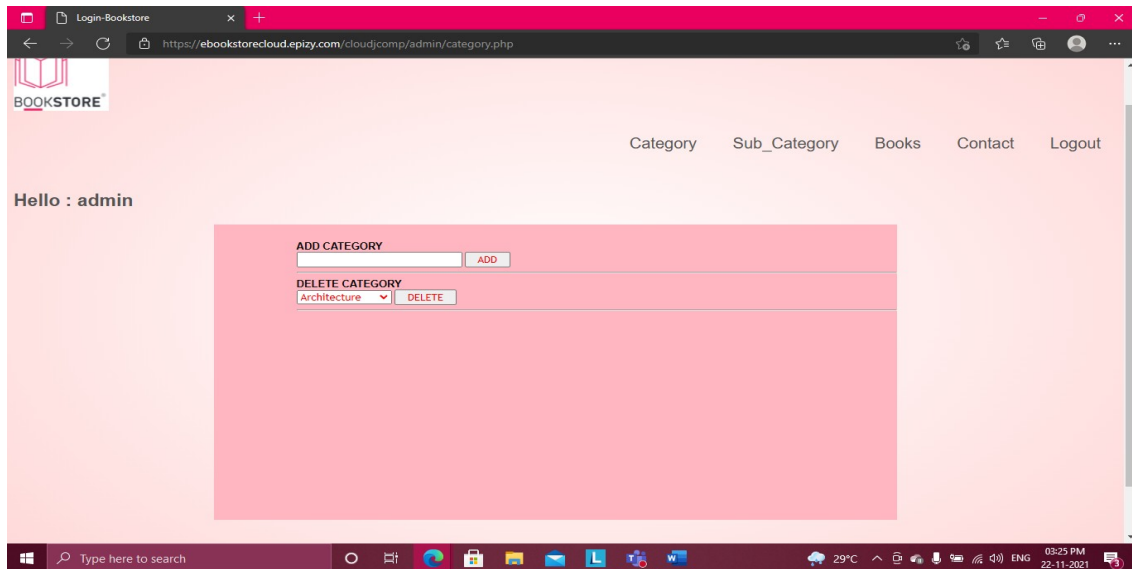 Login-Bookstore
https://ebookstorecloud.epizy.com/cloudjcomp/admin/category.php
BOOKSTORE®
Category Sub_Category Books Contact Logout
Hello : admin
ADD CATEGORY
ADD
DELETE CATEGORY
Architecture DELETE
Type here to search
L
W
29°C ENG 03:25 PM
22-11-2021
3